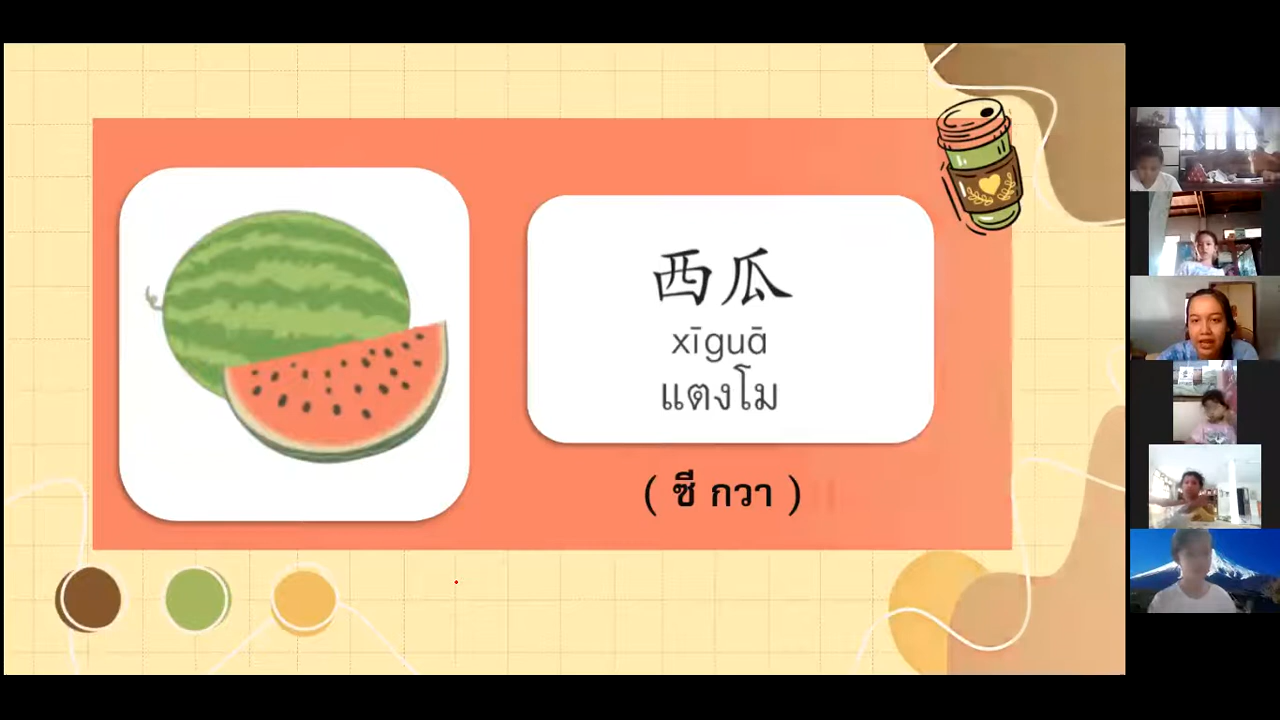 西瓜
xīguā
แตงโม
( ซี กวา )